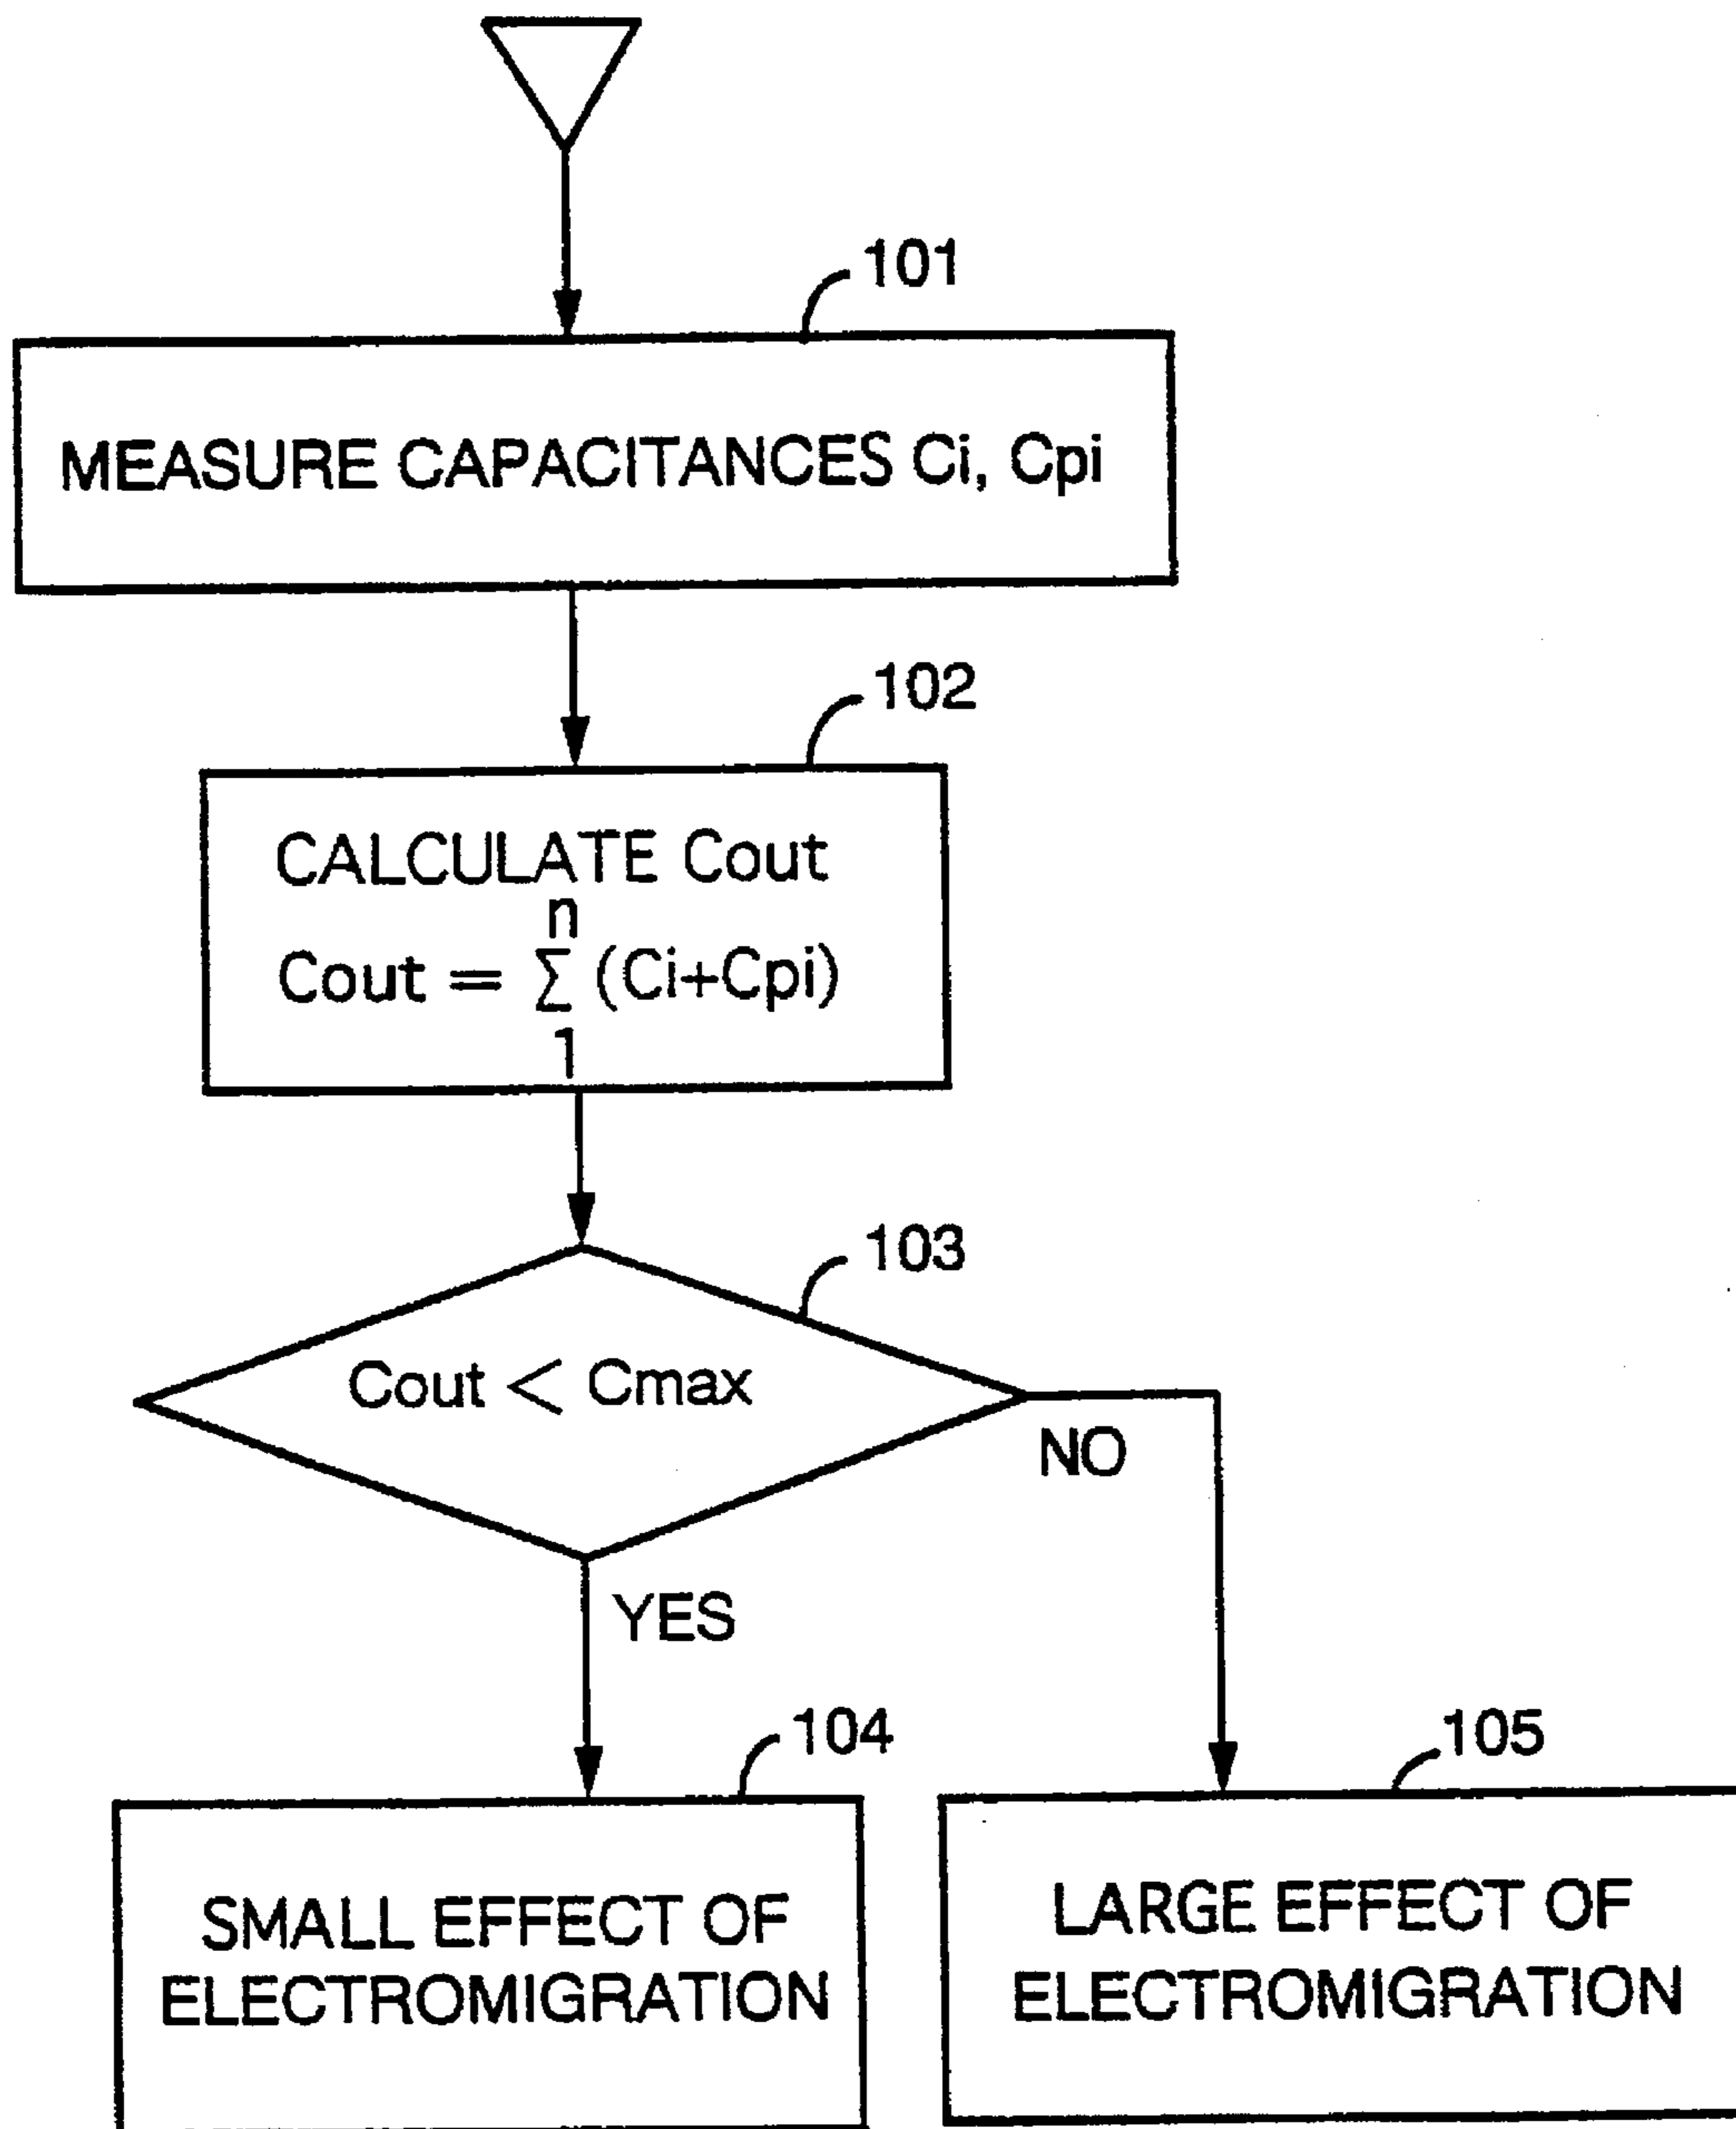 101
MEASURE CAPACITANCES Ci, Cpi
102
CALCULATE Cout
n
Cout = Σ (Ci+Cpi)
1
103
Cout < Cmax
NO
YES
104
105
SMALL EFFECT OF
ELECTROMIGRATION
LARGE EFFECT OF
ELECTROMIGRATION